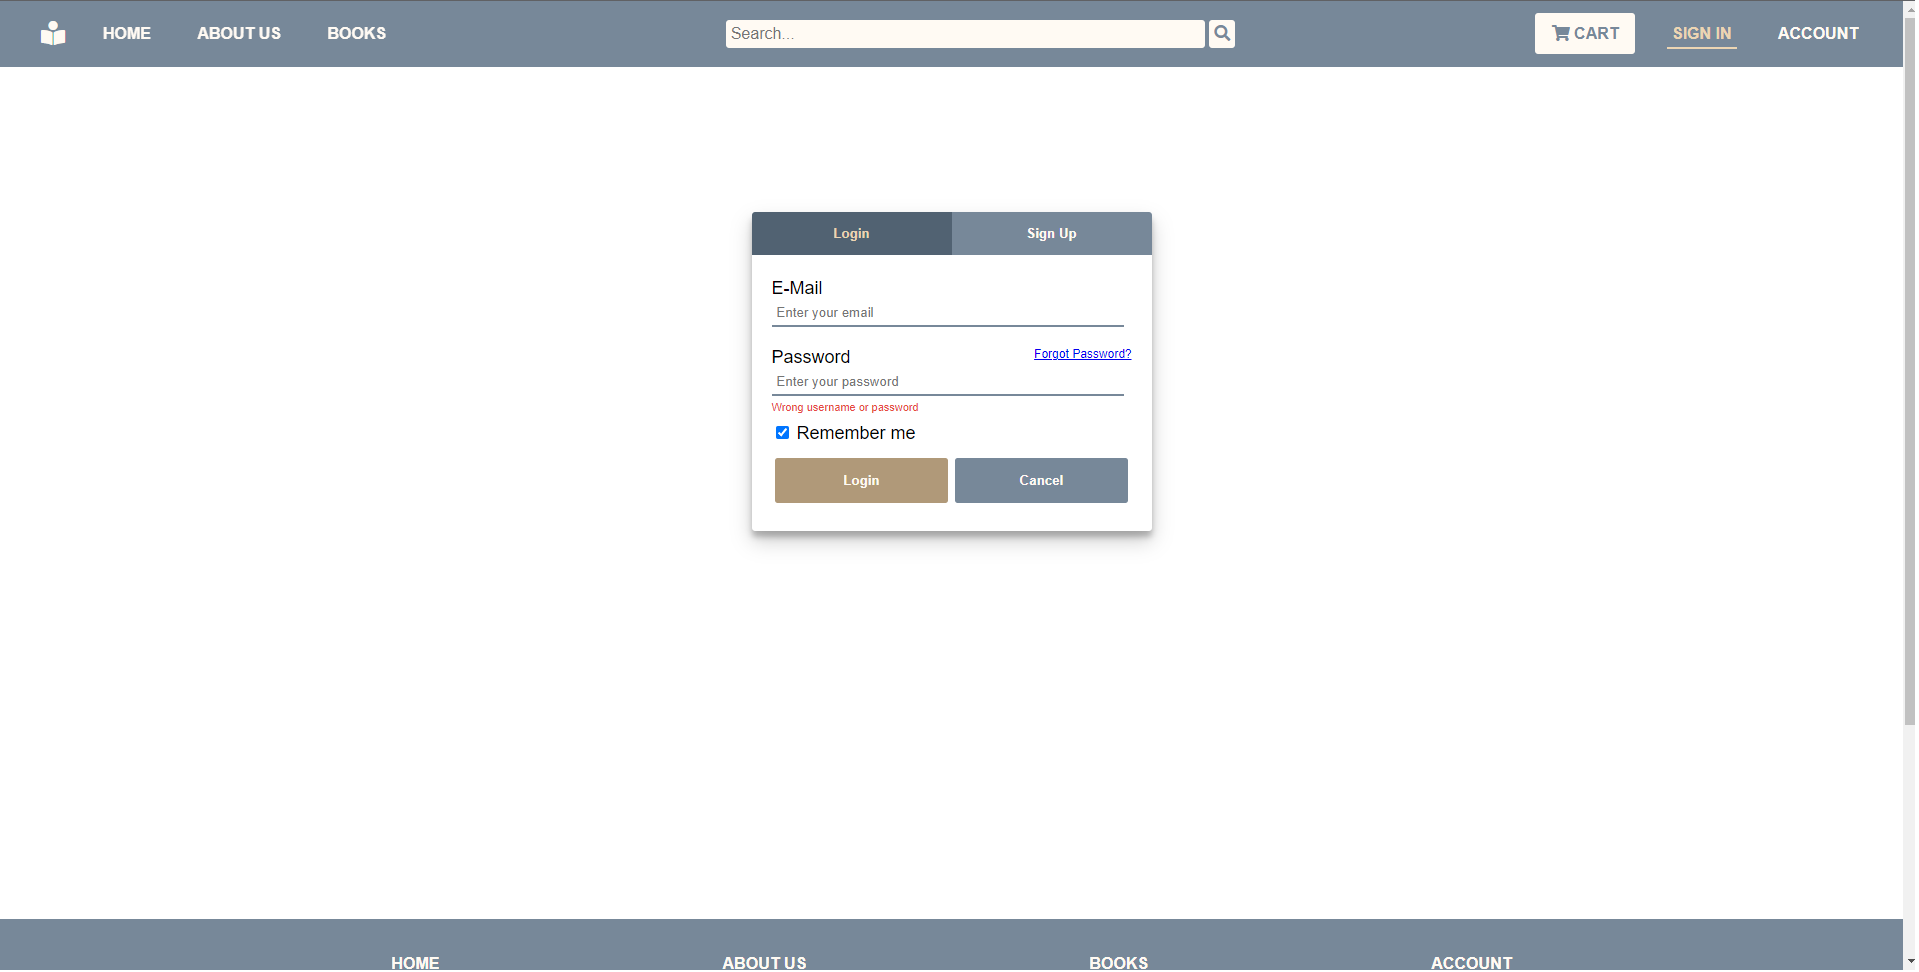 HOME ABOUT US BOOKS Search... CART SIGN IN ACCOUNT
Login Sign Up
E-Mail
Enter your email
Password Forgot Password?
Enter your password
Wrong username or password
Remember me
Login Cancel
HOME ABOUT US BOOKS ACCOUNT